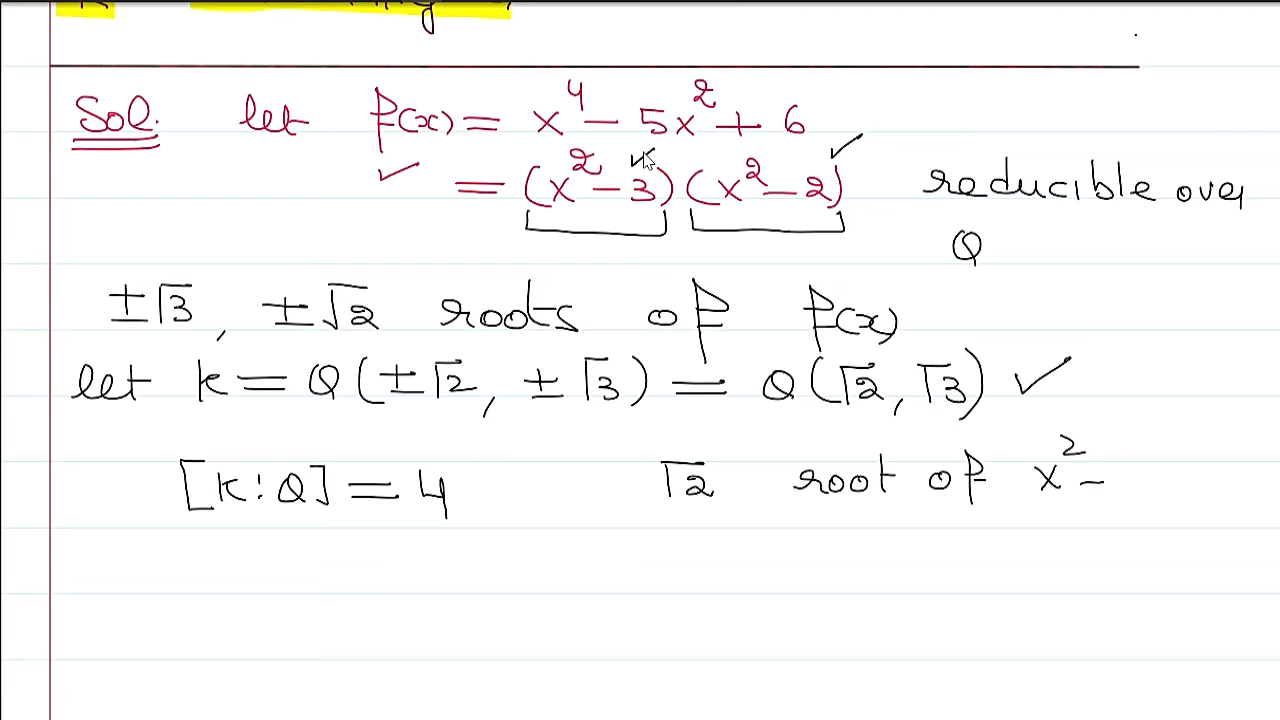 Sol. let f(x) = x⁴ - 5x² + 6
= (x² - 3)(x² - 2) reducible over
Q
±√3, ±√2 roots of f(x)
let k = Q(±√2, ±√3) = Q(√2, √3) ✓
[k:Q] = 4 √2 root of x² -